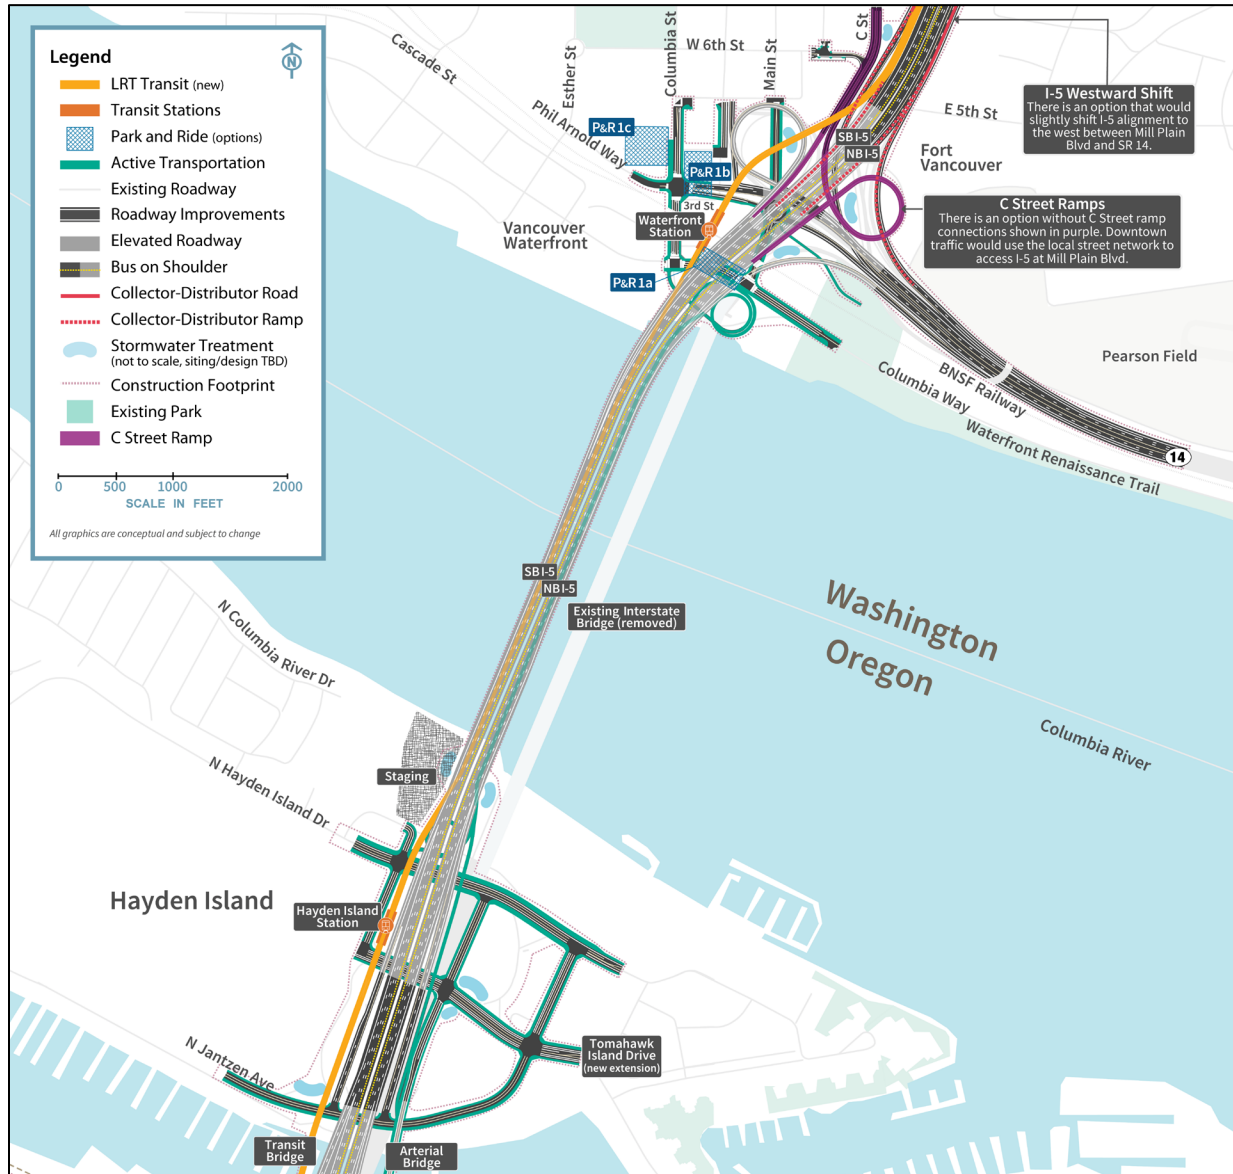 Legend
N
LRT Transit (new)
Transit Stations
Park and Ride (options)
Active Transportation
Existing Roadway
Roadway Improvements
Elevated Roadway
Bus on Shoulder
Collector-Distributor Road
Collector-Distributor Ramp
Stormwater Treatment
(not to scale, siting/design TBD)
Construction Footprint
Existing Park
C Street Ramp
0 500 1000 2000
SCALE IN FEET
All graphics are conceptual and subject to change
Cascade St
Esther St
Columbia St
W 6th St
Main St
C St
Phil Arnold Way
E 5th St
I-5 Westward Shift
There is an option that would
slightly shift I-5 alignment to
the west between Mill Plain
Blvd and SR 14.
P&R 1c
P&R 1b
SB I-5
NB I-5
Fort
Vancouver
C Street Ramps
There is an option without C Street ramp
connections shown in purple. Downtown
traffic would use the local street network to
access I-5 at Mill Plain Blvd.
3rd St
Waterfront
Station
Vancouver
Waterfront
P&R 1a
Pearson Field
BNSF Railway
Columbia Way
Waterfront Renaissance Trail
14
SB I-5
NB I-5
Existing Interstate
Bridge (removed)
Washington
Oregon
Columbia River
N Columbia River Dr
Staging
N Hayden Island Dr
Hayden Island
Hayden Island
Station
N Jantzen Ave
Tomahawk
Island Drive
(new extension)
Transit
Bridge
Arterial
Bridge